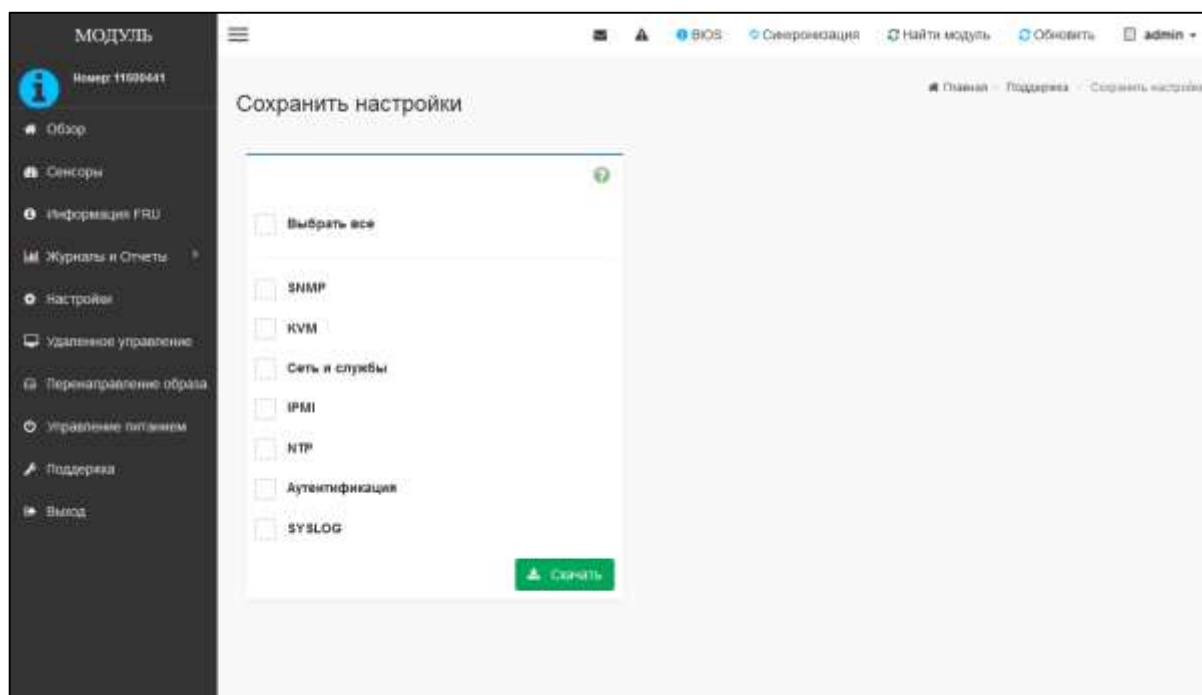 МОДУЛЬ
Номер: 11600441
Обзор
Сенсоры
Информация FRU
Журналы и Отчеты
Настройки
Удаленное управление
Перенаправление образа
Управление питанием
Поддержка
Выход
BIOS Синхронизация Найти модуль Обновить admin
Главная Поддержка Сохранить настройки
Сохранить настройки
Выбрать все
SNMP
KVM
Сеть и службы
IPMI
NTP
Аутентификация
SYSLOG
Скачать